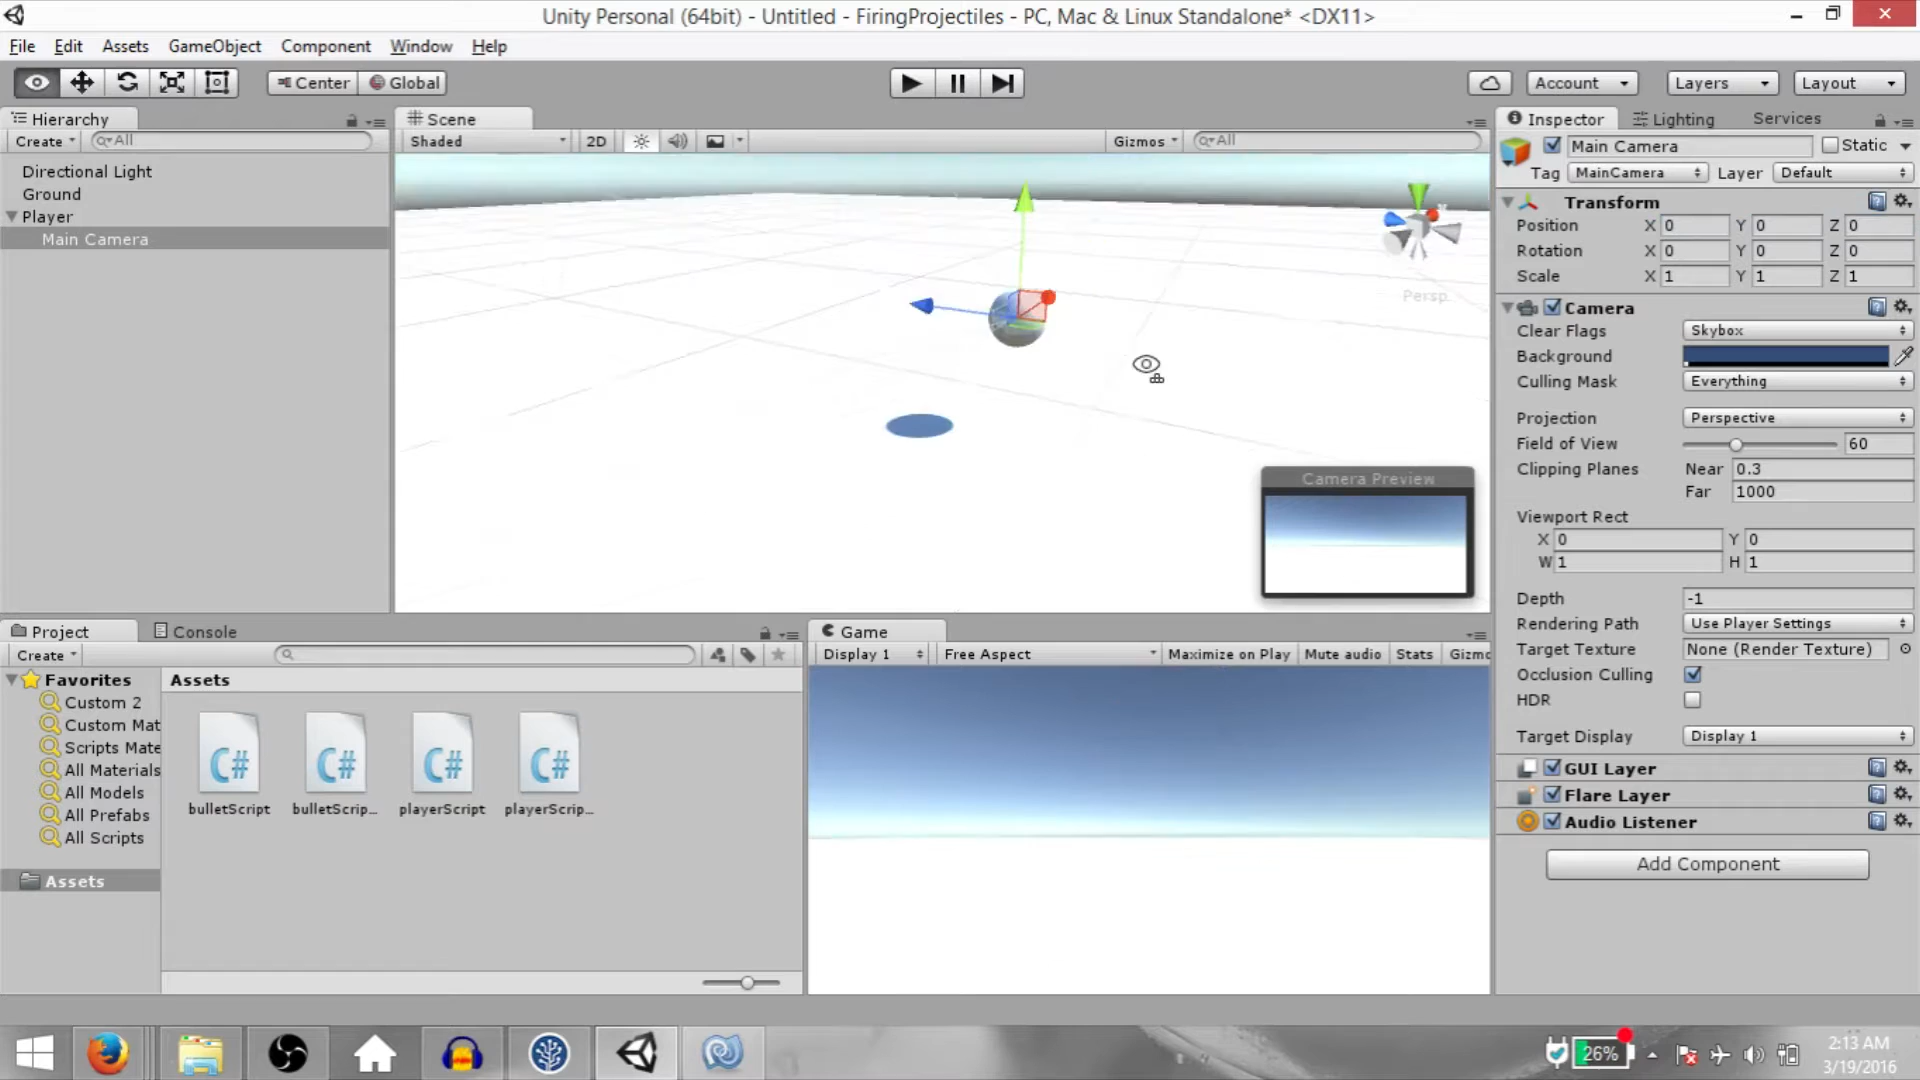 Unity Personal (64bit) - Untitled - FiringProjectiles - PC, Mac & Linux Standalone* <DX11>
File Edit Assets GameObject Component Window Help
Center Global Account Layers Layout
Hierarchy
Create All
Directional Light
Ground
Player
Main Camera
Scene
Shaded 2D Gizmos All
Persp
Camera Preview
Inspector Lighting Services
Main Camera Static
Tag MainCamera Layer Default
Transform
Position X 0 Y 0 Z 0
Rotation X 0 Y 0 Z 0
Scale X 1 Y 1 Z 1
Camera
Clear Flags Skybox
Background
Culling Mask Everything
Projection Perspective
Field of View 60
Clipping Planes Near 0.3
Far 1000
Viewport Rect
X 0 Y 0
W 1 H 1
Depth -1
Rendering Path Use Player Settings
Target Texture None (Render Texture)
Occlusion Culling
HDR
Target Display Display 1
GUI Layer
Flare Layer
Audio Listener
Add Component
Project Console
Create
Favorites
Custom 2
Custom Mat
Scripts Mate
All Materials
All Models
All Prefabs
All Scripts
Assets
Assets
C# C# C# C#
bulletScript bulletScrip... playerScript playerScrip...
Game
Display 1 Free Aspect Maximize on Play Mute audio Stats Gizmo
26%
2:13 AM
3/19/2016